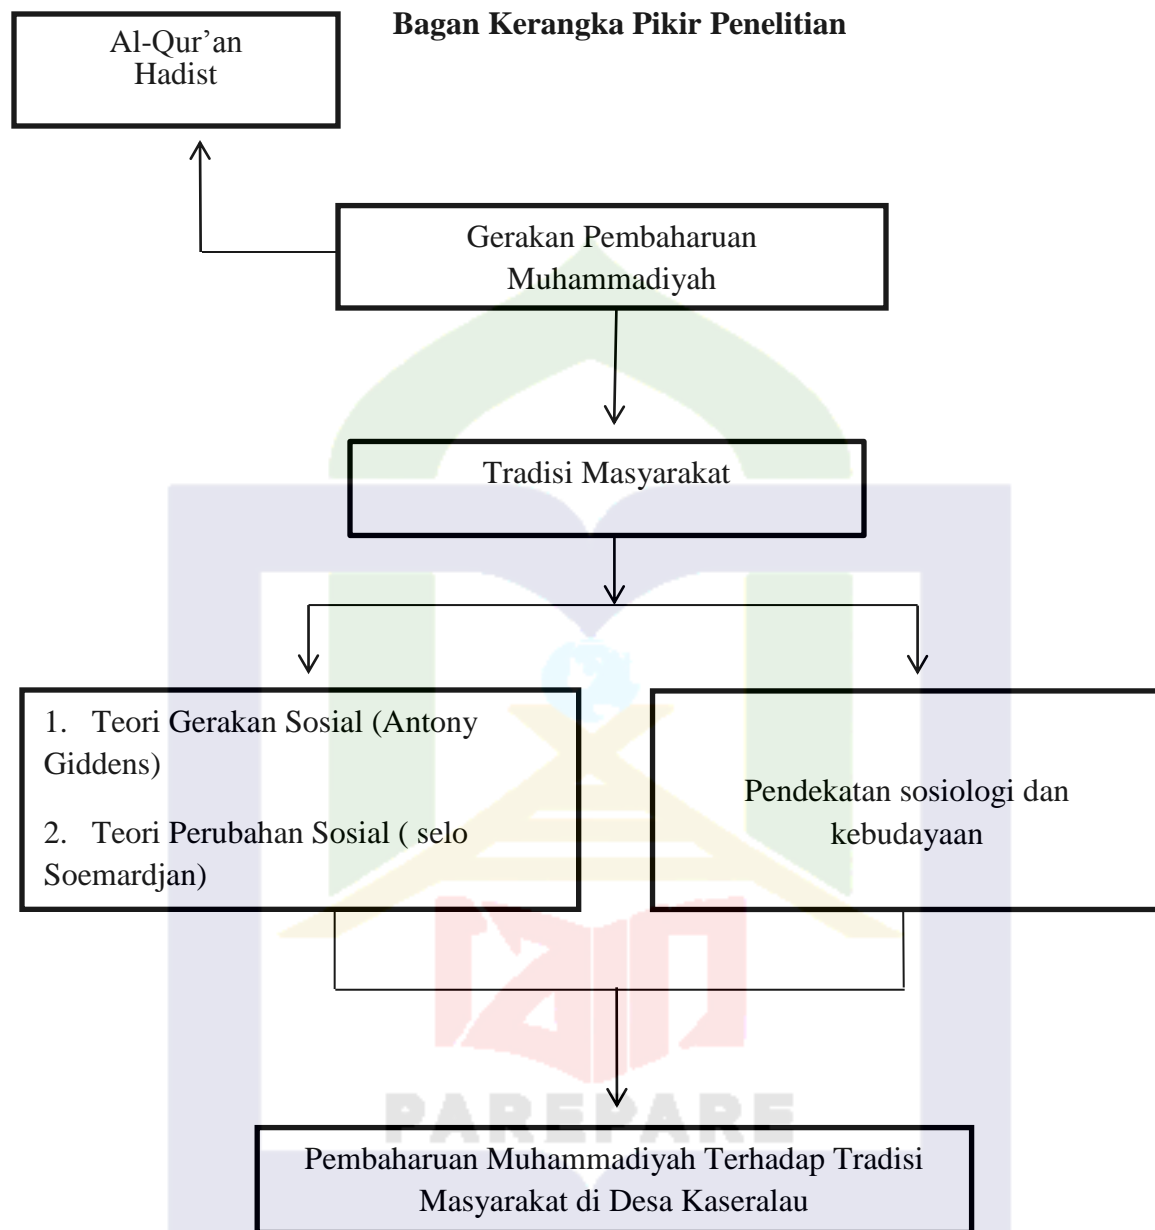 Bagan Kerangka Pikir Penelitian
Al-Qur’an
Hadist
Gerakan Pembaharuan
Muhammadiyah
Tradisi Masyarakat
1. Teori Gerakan Sosial (Antony
Giddens)
2. Teori Perubahan Sosial ( selo
Soemardjan)
Pendekatan sosiologi dan
kebudayaan
PAREPARE
Pembaharuan Muhammadiyah Terhadap Tradisi
Masyarakat di Desa Kaseralau